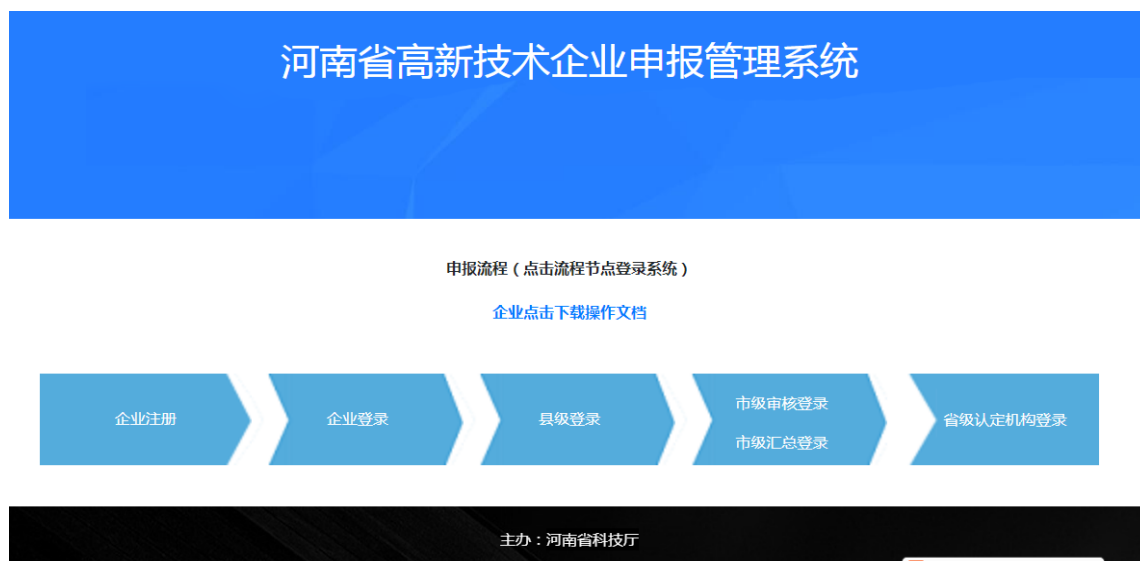 河南省高新技术企业申报管理系统
申报流程（点击流程节点登录系统）
企业点击下载操作文档
企业注册
企业登录
县级登录
市级审核登录
市级汇总登录
省级认定机构登录
主办：河南省科技厅